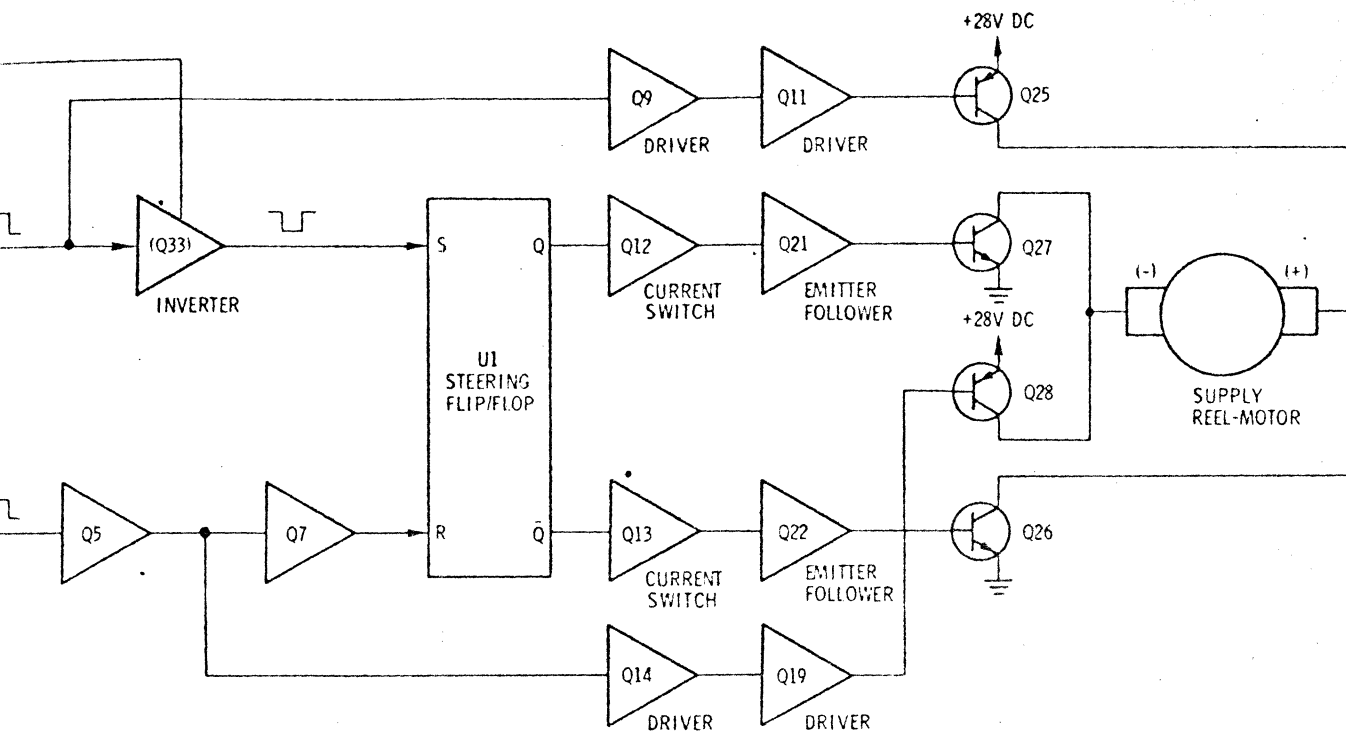 +28V DC
Q9
Q11
Q25
DRIVER
DRIVER
(Q33)
INVERTER
S
Q
Q12
Q21
Q27
CURRENT
SWITCH
EMITTER
FOLLOWER
(-)
(+)
+28V DC
U1
STEERING
FLIP/FLOP
Q28
SUPPLY
REEL-MOTOR
Q5
Q7
R
Q̄
Q13
Q22
Q26
CURRENT
SWITCH
EMITTER
FOLLOWER
Q14
Q19
DRIVER
DRIVER